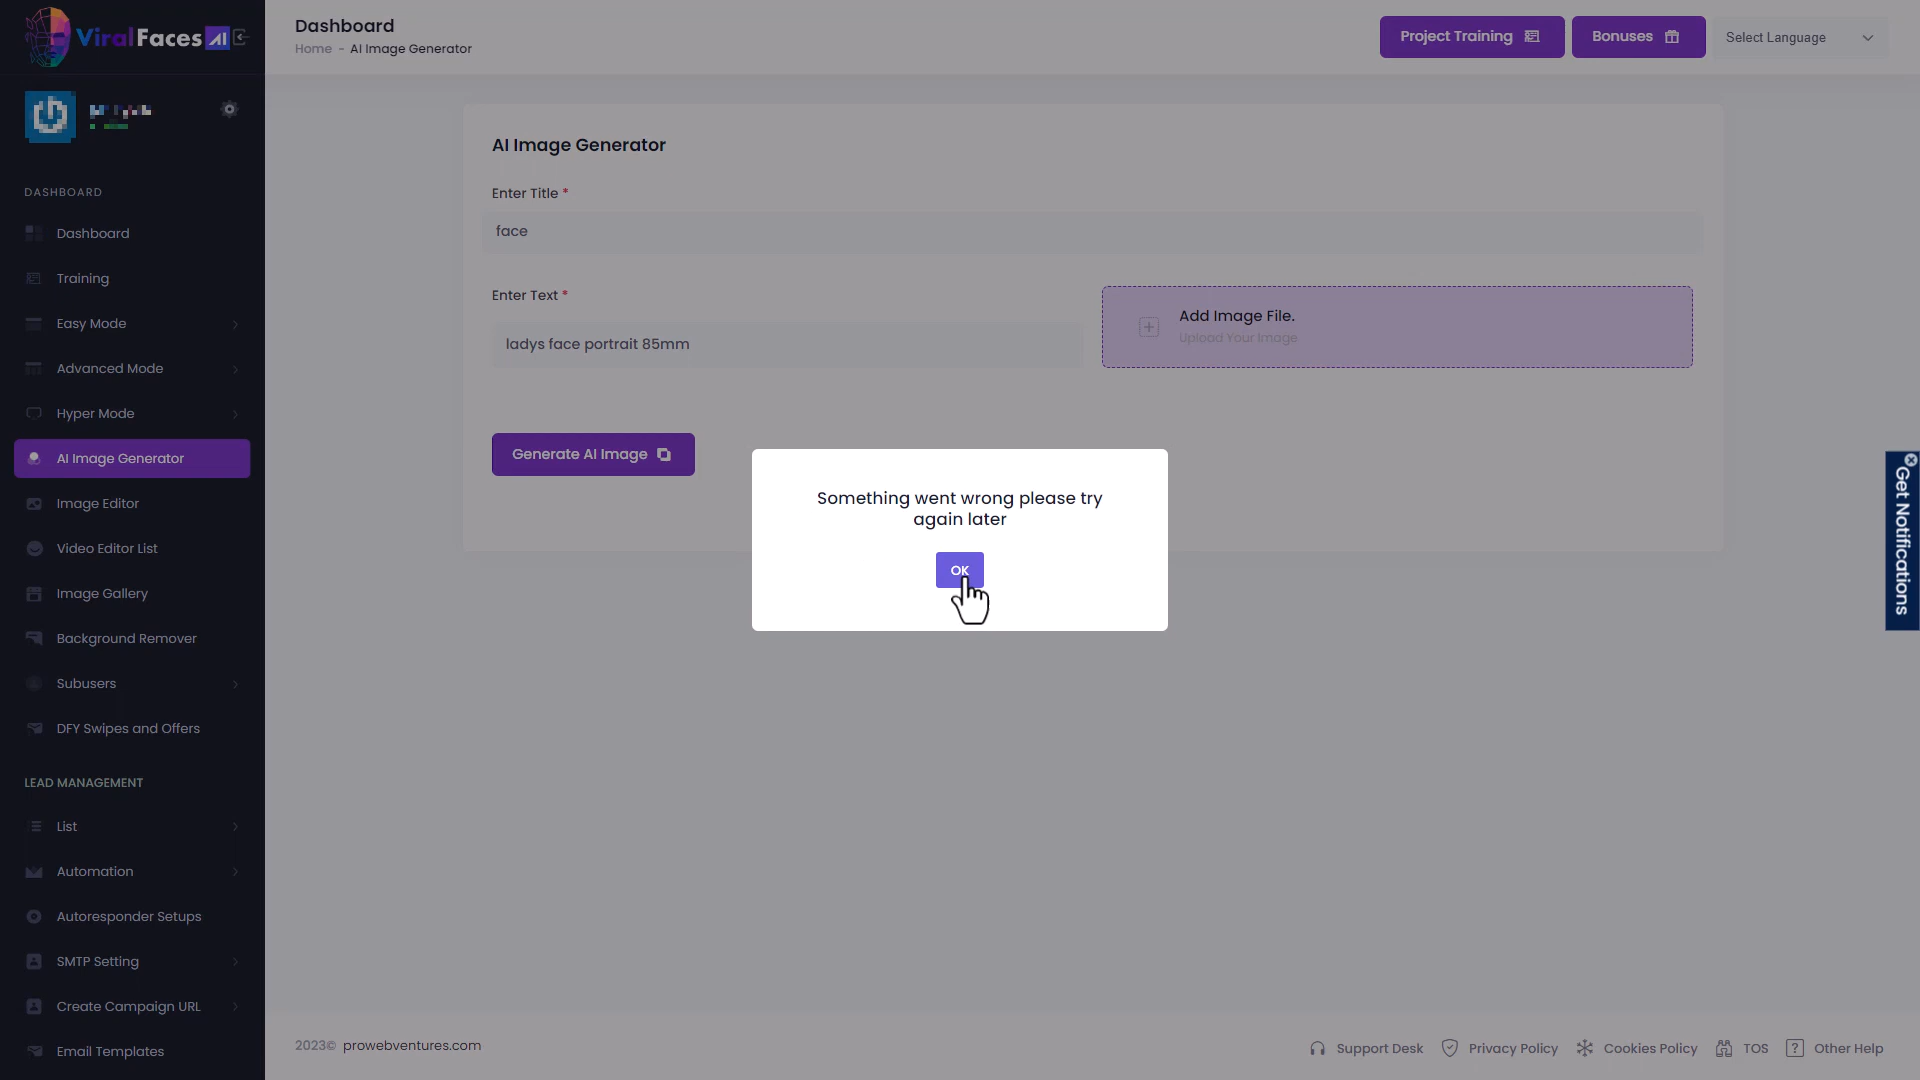 ViralFaces AI
Dashboard
Home - AI Image Generator
Project Training
Bonuses
Select Language
DASHBOARD
Dashboard
Training
Easy Mode
Advanced Mode
Hyper Mode
AI Image Generator
Image Editor
Video Editor List
Image Gallery
Background Remover
Subusers
DFY Swipes and Offers
LEAD MANAGEMENT
List
Automation
Autoresponder Setups
SMTP Setting
Create Campaign URL
Email Templates
AI Image Generator
Enter Title *
face
Enter Text *
ladys face portrait 85mm
Add Image File.
Upload Your Image
Generate AI Image
Something went wrong please try
again later
OK
Get Notifications
2023© prowebventures.com
Support Desk
Privacy Policy
Cookies Policy
TOS
Other Help